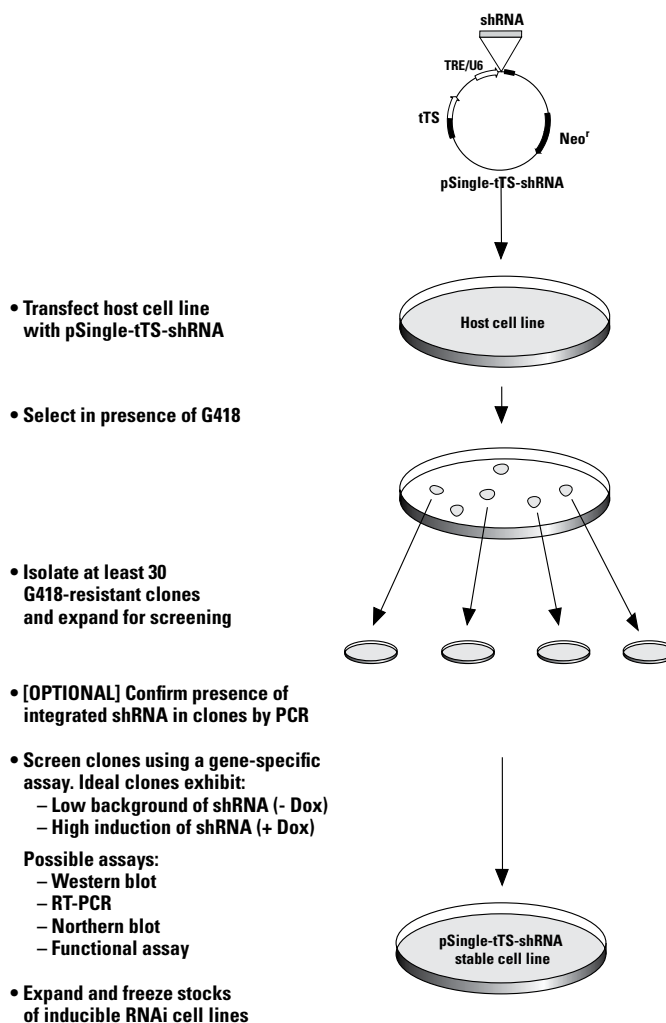 shRNA
TRE/U6
tTS
Neoʳ
pSingle-tTS-shRNA
• Transfect host cell line
with pSingle-tTS-shRNA
Host cell line
• Select in presence of G418
• Isolate at least 30
G418-resistant clones
and expand for screening
• [OPTIONAL] Confirm presence of
integrated shRNA in clones by PCR
• Screen clones using a gene-specific
assay. Ideal clones exhibit:
– Low background of shRNA (- Dox)
– High induction of shRNA (+ Dox)
Possible assays:
– Western blot
– RT-PCR
– Northern blot
– Functional assay
pSingle-tTS-shRNA
stable cell line
• Expand and freeze stocks
of inducible RNAi cell lines